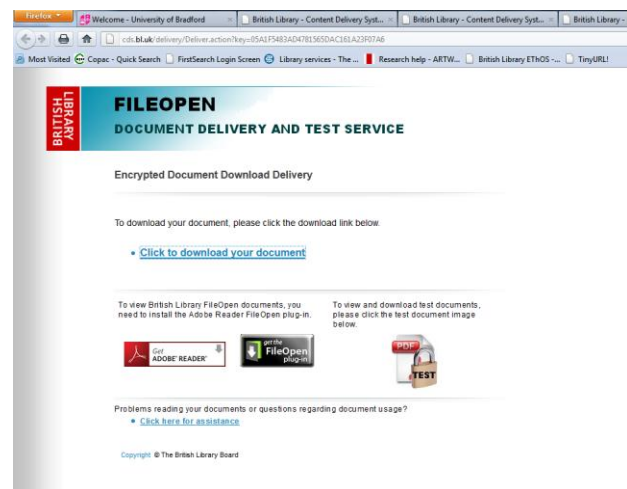 Firefox
Welcome - University of Bradford
British Library - Content Delivery Syst...
British Library - Content Delivery Syst...
British Library -
cds.bl.uk/delivery/Deliver.action?key=05A1F5483AD4781565DAC161A23F07A6
Most Visited Copac - Quick Search FirstSearch Login Screen Library services - The ... Research help - ARTW... British Library EThOS -... TinyURL!
BRITISH
LIBRARY
FILEOPEN
DOCUMENT DELIVERY AND TEST SERVICE
Encrypted Document Download Delivery
To download your document, please click the download link below.
• Click to download your document
To view British Library FileOpen documents, you
need to install the Adobe Reader FileOpen plug-in.
Get
ADOBE® READER®
get the
FileOpen
plug-in
To view and download test documents,
please click the test document image
below.
PDF
TEST
Problems reading your documents or questions regarding document usage?
• Click here for assistance
Copyright © The British Library Board